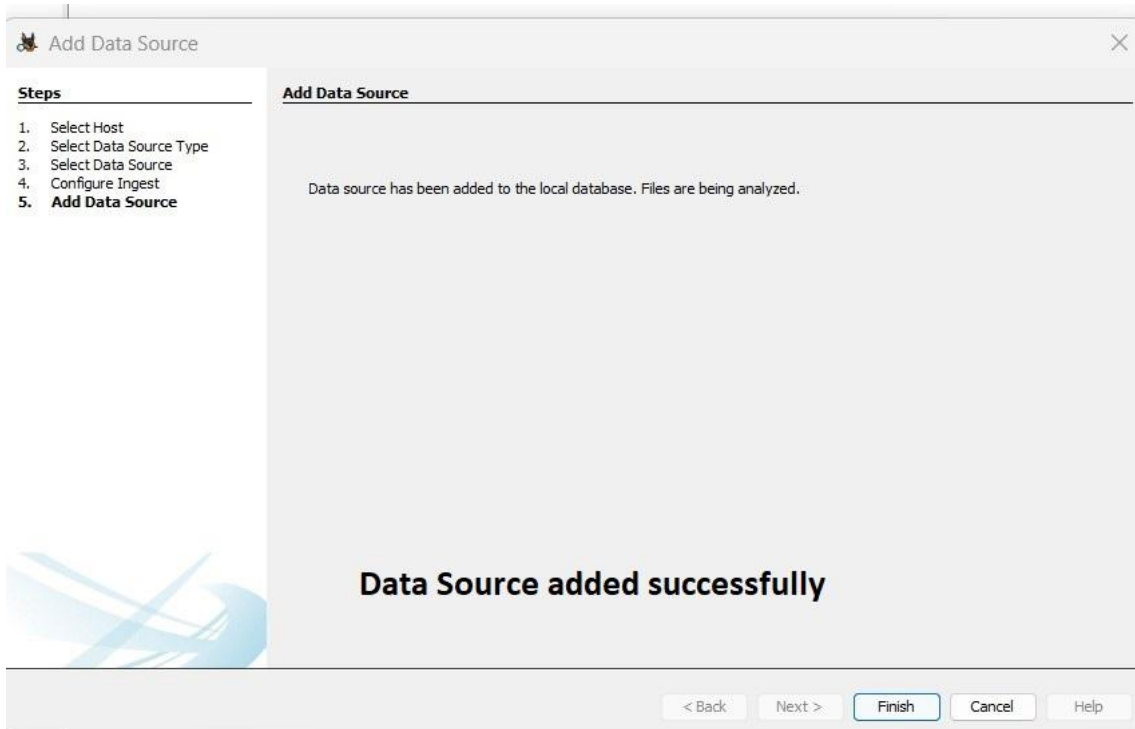 Add Data Source
Steps
1. Select Host
2. Select Data Source Type
3. Select Data Source
4. Configure Ingest
5. Add Data Source
Add Data Source
Data source has been added to the local database. Files are being analyzed.
Data Source added successfully
< Back Next > Finish Cancel Help